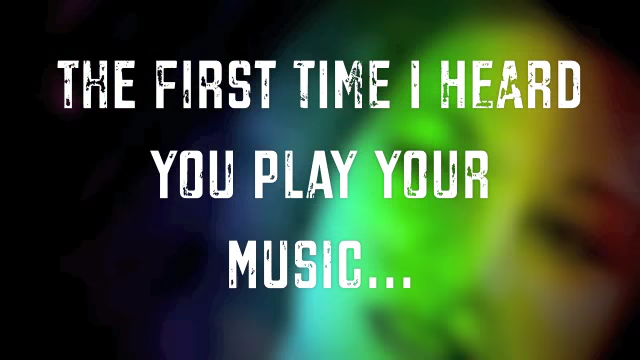 THE FIRST TIME I HEARD
YOU PLAY YOUR
MUSIC...